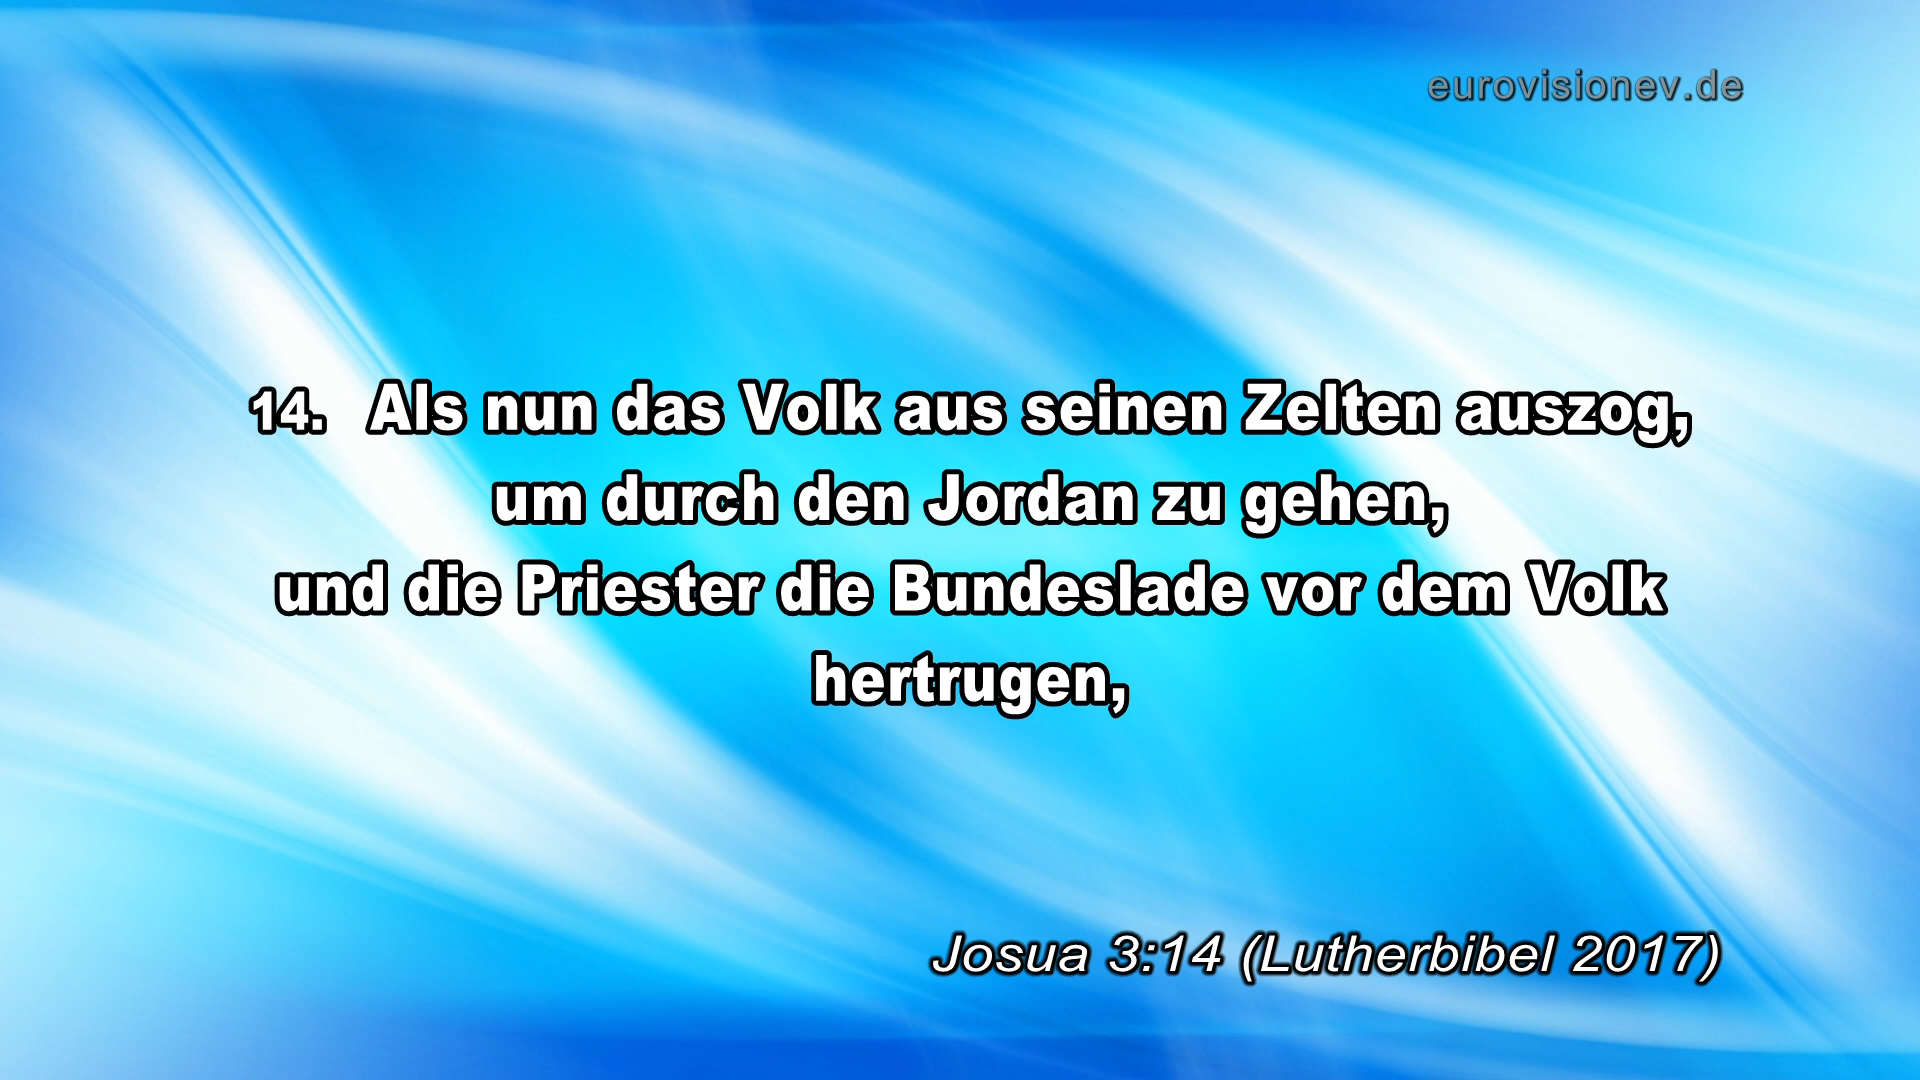 eurovisionev.de
14. Als nun das Volk aus seinen Zelten auszog,
um durch den Jordan zu gehen,
und die Priester die Bundeslade vor dem Volk
hertrugen,
Josua 3:14 (Lutherbibel 2017)